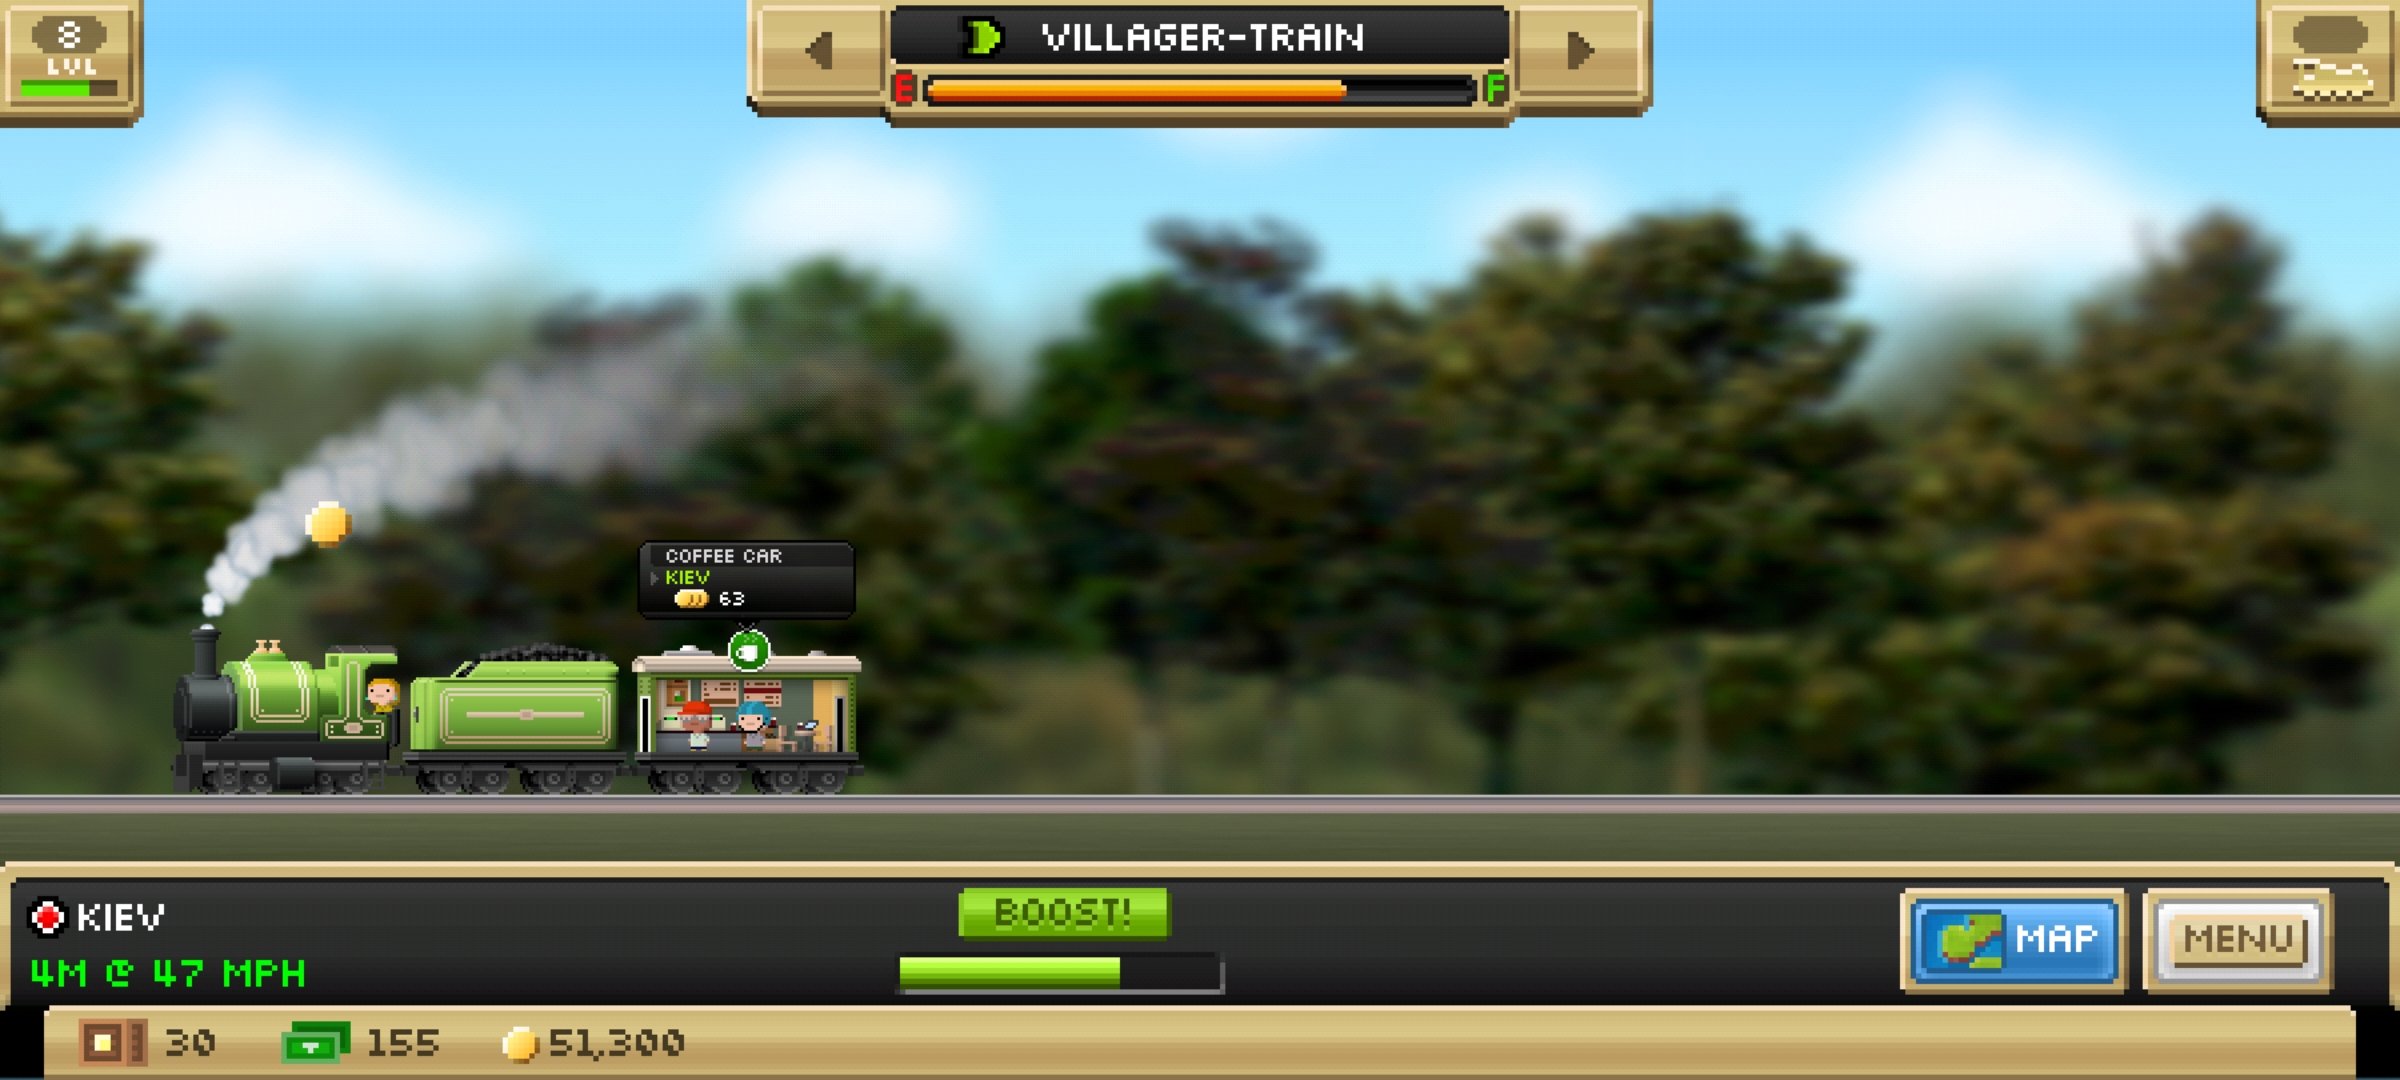 8
LVL
VILLAGER-TRAIN
E F
COFFEE CAR
KIEV
63
KIEV
BOOST!
MAP
MENU
4M @ 47 MPH
30
155
51,300